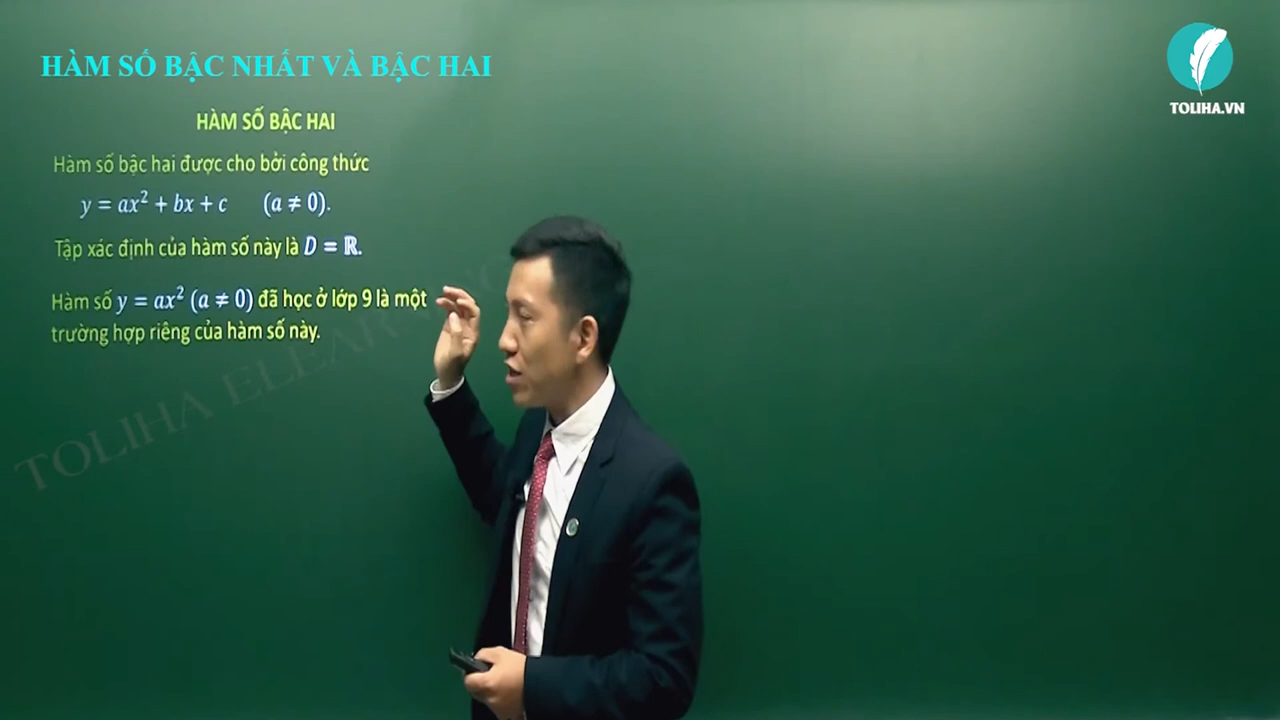 HÀM SỐ BẬC NHẤT VÀ BẬC HAI
HÀM SỐ BẬC HAI
Hàm số bậc hai được cho bởi công thức
y = ax² + bx + c (a ≠ 0).
Tập xác định của hàm số này là D = ℝ.
Hàm số y = ax² (a ≠ 0) đã học ở lớp 9 là một
trường hợp riêng của hàm số này.
TOLIHA.VN